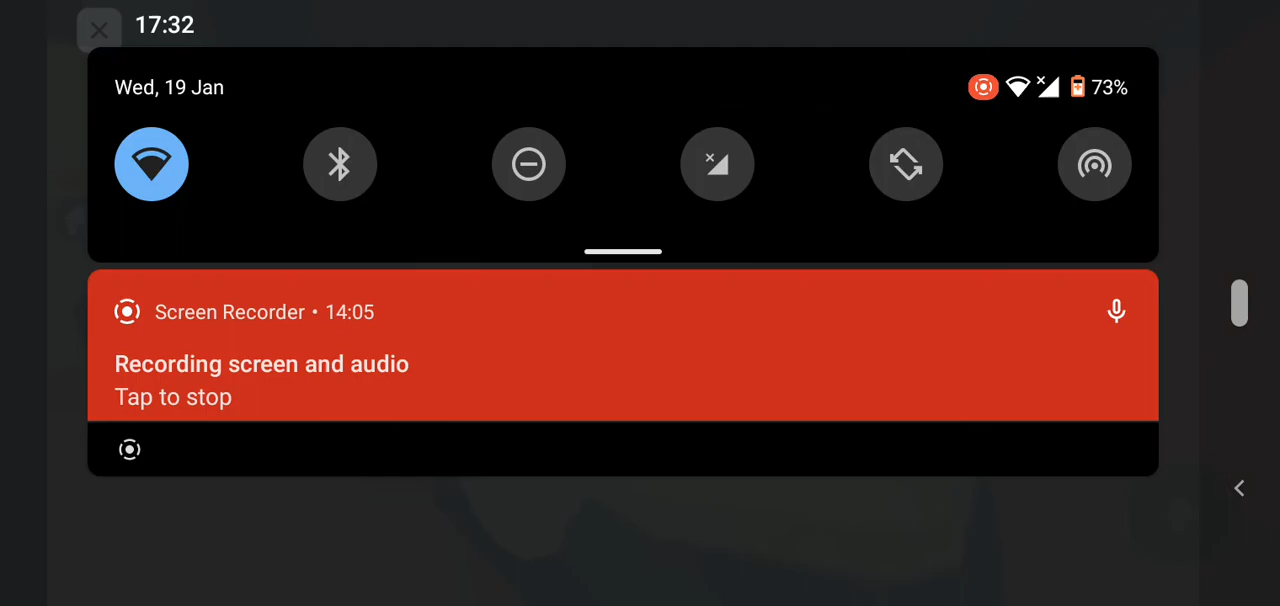 17:32
Wed, 19 Jan
73%
Screen Recorder • 14:05
Recording screen and audio
Tap to stop